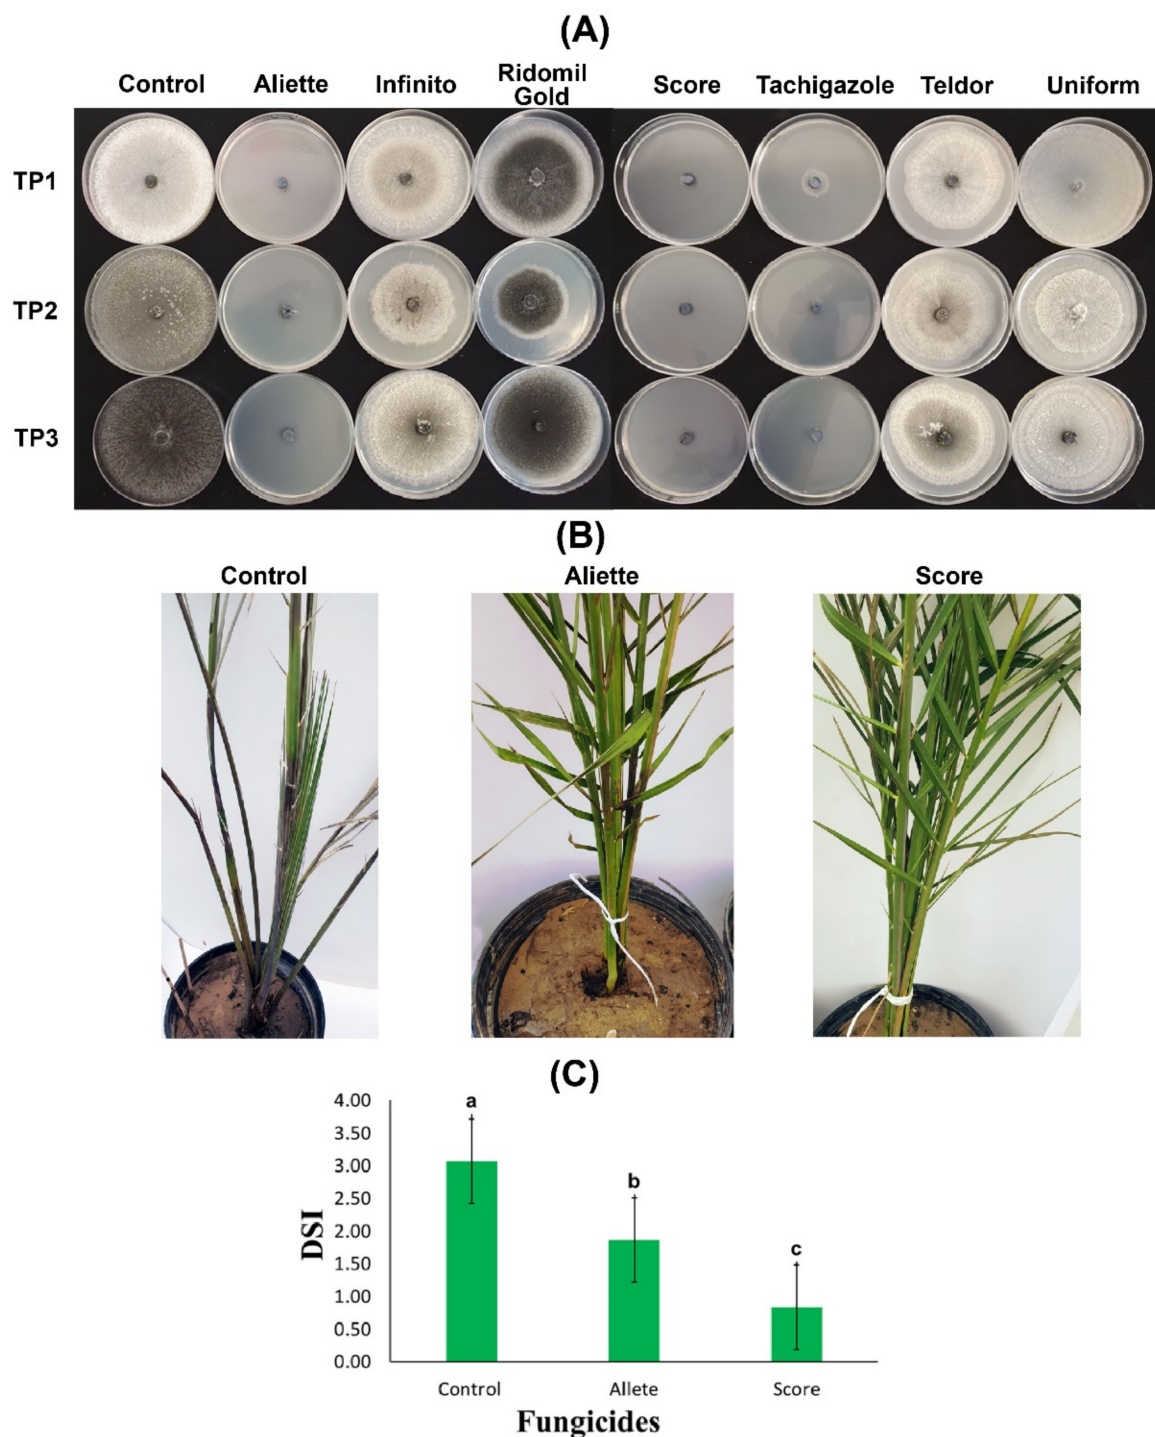 (A)
Control Aliette Infinito Ridomil Gold Score Tachigazole Teldor Uniform
TP1
TP2
TP3
(B)
Control Aliette Score
(C)
4.00
3.50
3.00
2.50
2.00
1.50
1.00
0.50
0.00
DSI
a
b
c
Control Allete Score
Fungicides